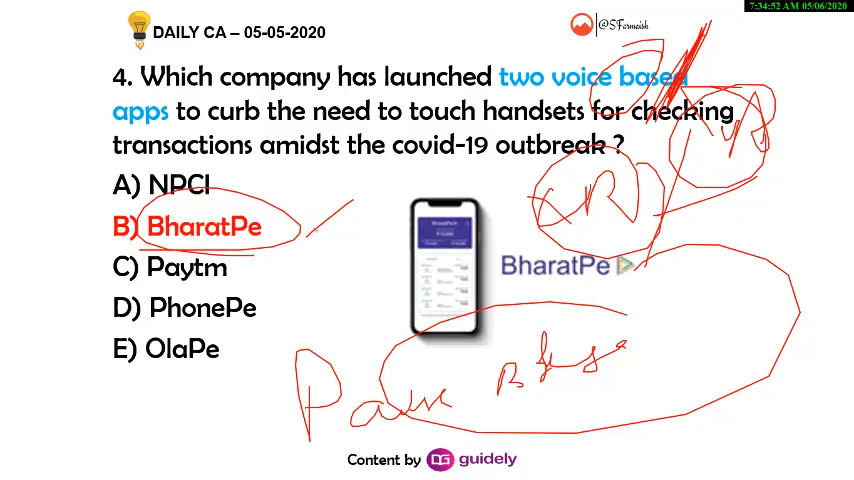 7:34:52 AM 05/06/2020
DAILY CA – 05-05-2020
@SFarmaish
4. Which company has launched two voice based
apps to curb the need to touch handsets for checking
transactions amidst the covid-19 outbreak ?
A) NPCI
B) BharatPe
C) Paytm
D) PhonePe
E) OlaPe
BharatPe
Content by guidely